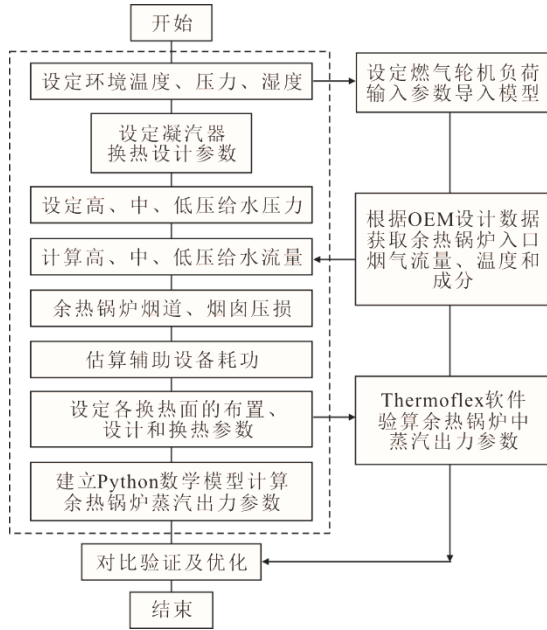 开始
设定环境温度、压力、湿度
设定燃气轮机负荷
输入参数导入模型
设定凝汽器
换热设计参数
设定高、中、低压给水压力
根据OEM设计数据
获取余热锅炉入口
烟气流量、温度和
成分
计算高、中、低压给水流量
余热锅炉烟道、烟囱压损
估算辅助设备耗功
设定各换热面的布置、
设计和换热参数
Thermoflex软件
验算余热锅炉中
蒸汽出力参数
建立Python数学模型计算
余热锅炉蒸汽出力参数
对比验证及优化
结束